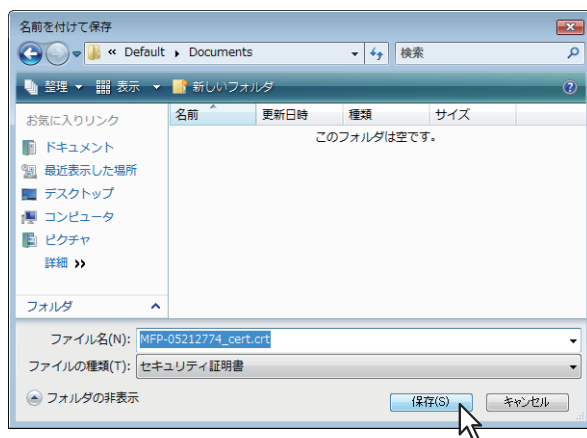 名前を付けて保存
« Default ▸ Documents
検索
整理 ▼ 表示 ▼ 新しいフォルダ
お気に入りリンク
名前 更新日時 種類 サイズ
このフォルダは空です。
ドキュメント
最近表示した場所
デスクトップ
コンピュータ
ピクチャ
詳細 »
フォルダ
ファイル名(N): MFP-05212774_cert.crt
ファイルの種類(T): セキュリティ証明書
フォルダの非表示
保存(S) キャンセル